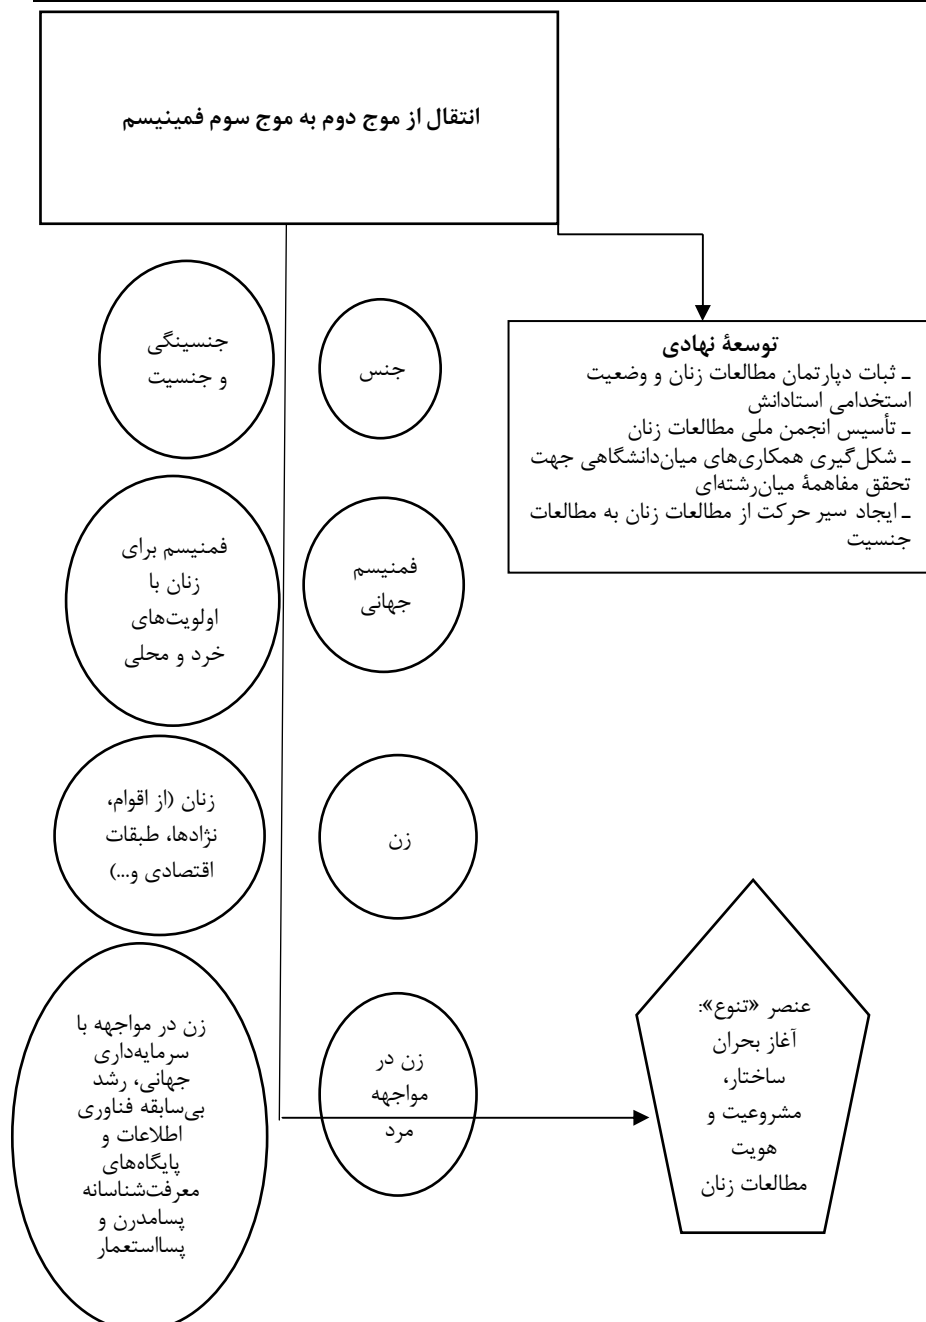 انتقال از موج دوم به موج سوم فمینیسم
توسعهٔ نهادی
ـ ثبات دپارتمان مطالعات زنان و وضعیت
استخدامی استادانش
ـ تأسیس انجمن ملی مطالعات زنان
ـ شکل‌گیری همکاری‌های میان‌دانشگاهی جهت
تحقق مفاهمهٔ میان‌رشته‌ای
ـ ایجاد سیر حرکت از مطالعات زنان به مطالعات
جنسیت
جنس
جنسینگی
و جنسیت
فمنیسم
جهانی
فمنیسم برای
زنان با
اولویت‌های
خرد و محلی
زن
زنان (از اقوام،
نژادها، طبقات
اقتصادی و...)
زن در
مواجهه
مرد
زن در مواجهه با
سرمایه‌داری
جهانی، رشد
بی‌سابقه فناوری
اطلاعات و
پایگاه‌های
معرفت‌شناسانه
پسامدرن و
پسااستعمار
عنصر «تنوع»:
آغاز بحران
ساختار،
مشروعیت و
هویت
مطالعات زنان